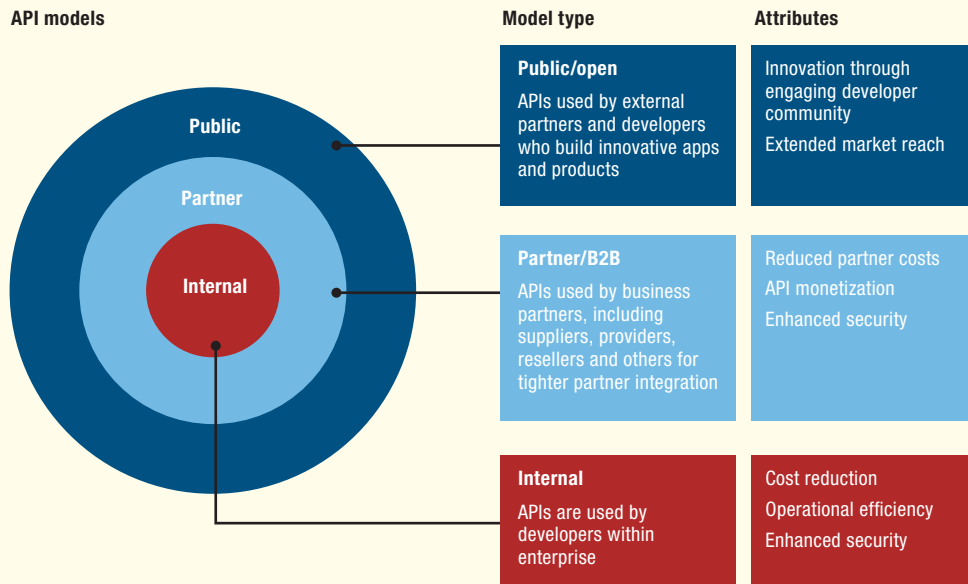 API models
Model type
Attributes
Public
Partner
Internal
Public/open
APIs used by external
partners and developers
who build innovative apps
and products
Innovation through
engaging developer
community
Extended market reach
Partner/B2B
APIs used by business
partners, including
suppliers, providers,
resellers and others for
tighter partner integration
Reduced partner costs
API monetization
Enhanced security
Internal
APIs are used by
developers within
enterprise
Cost reduction
Operational efficiency
Enhanced security